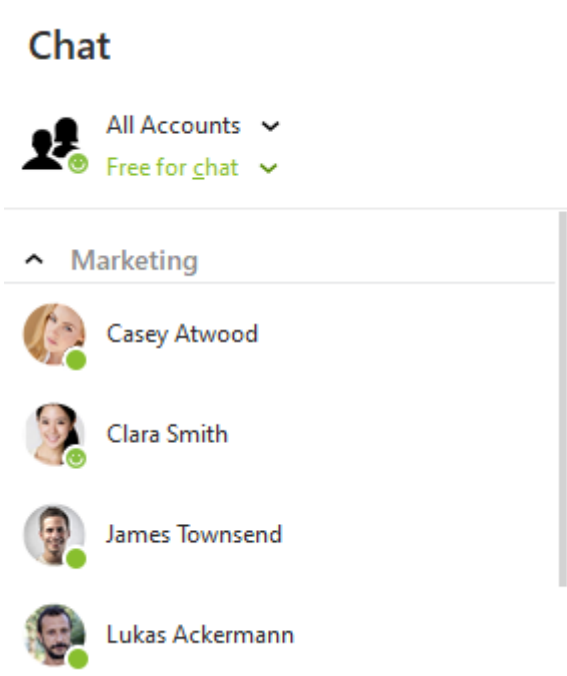 Chat
All Accounts
Free for chat
Marketing
Casey Atwood
Clara Smith
James Townsend
Lukas Ackermann